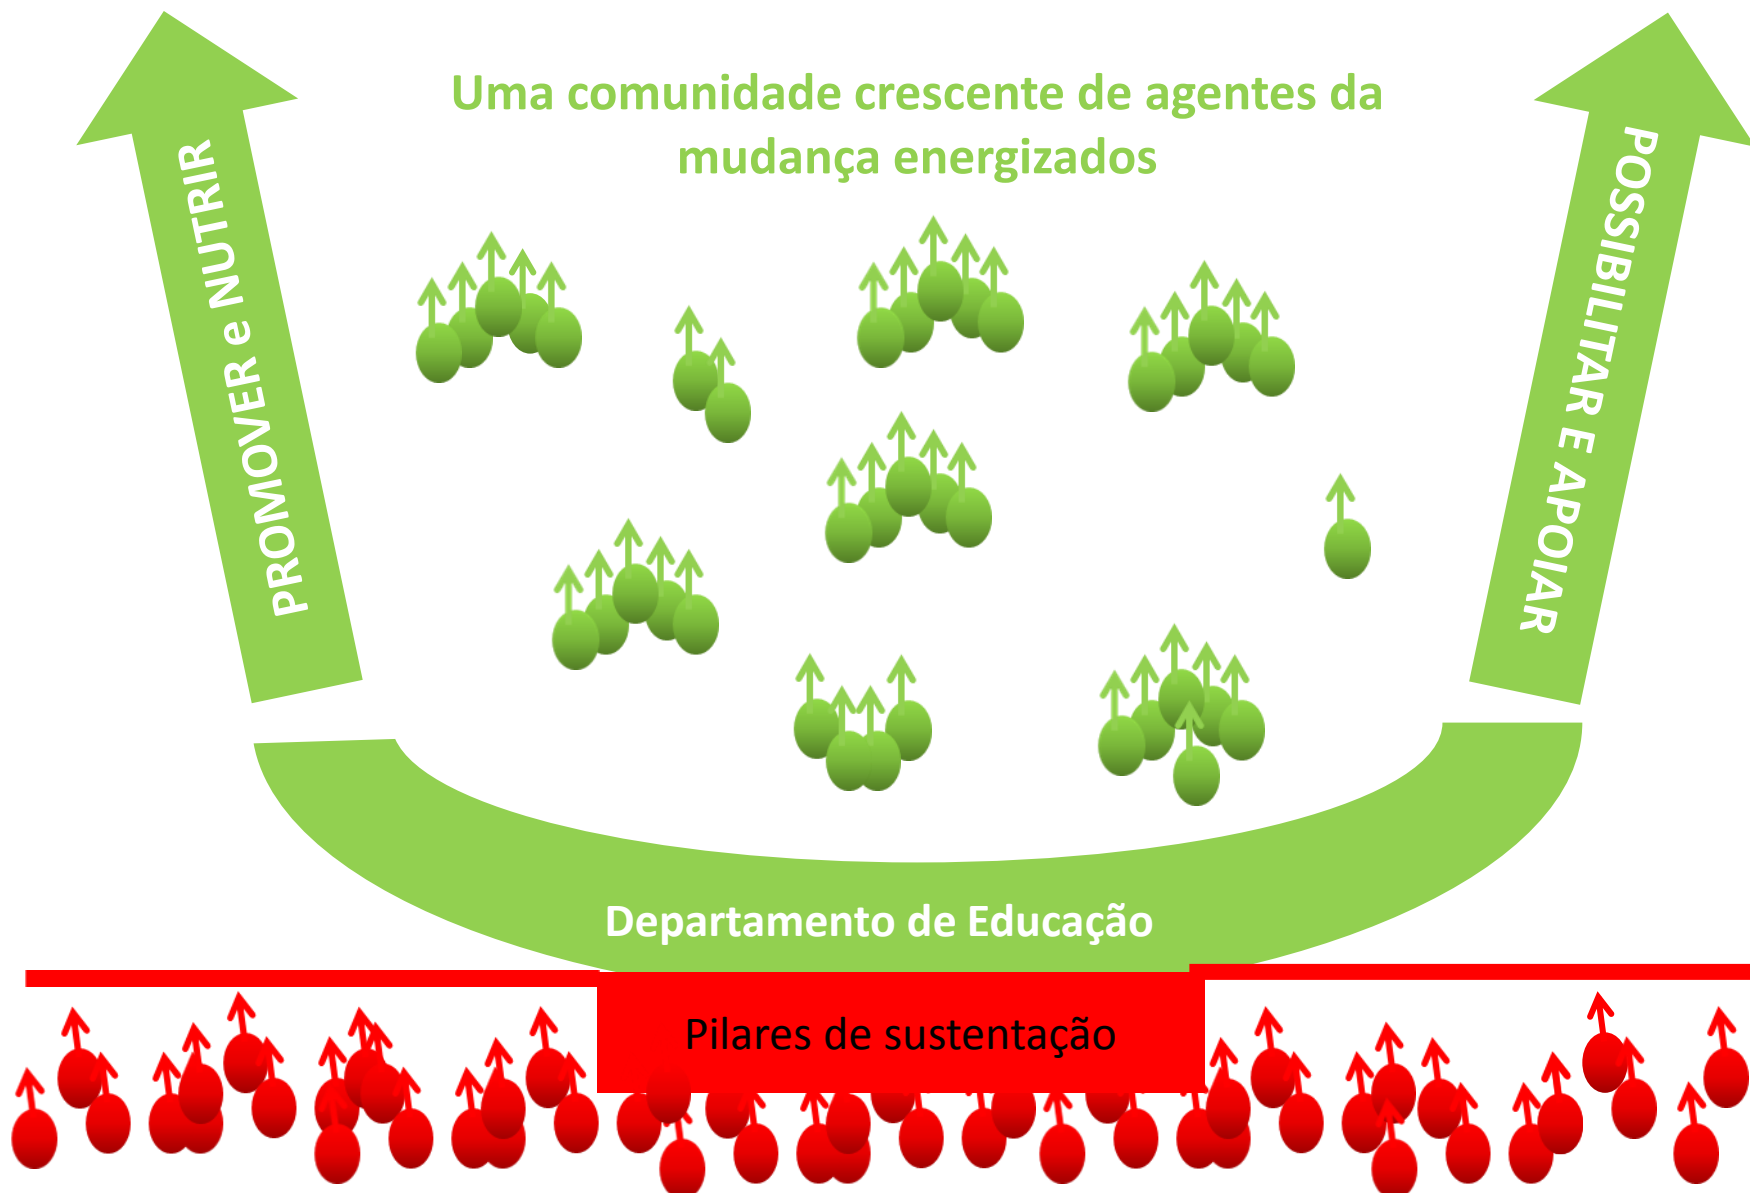 Uma comunidade crescente de agentes da
mudança energizados
PROMOVER e NUTRIR
POSSIBILITAR E APOIAR
Departamento de Educação
Pilares de sustentação